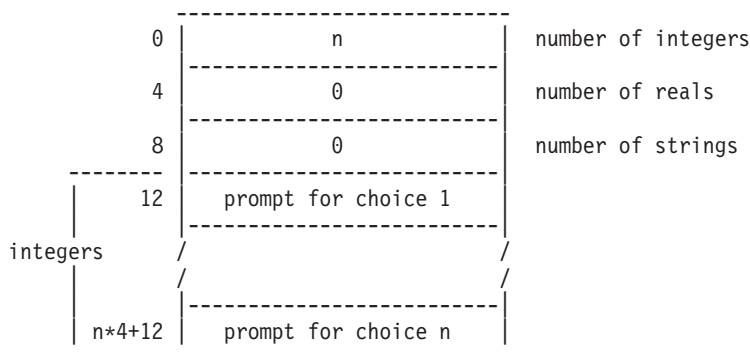 0 n number of integers
4 0 number of reals
8 0 number of strings
12 prompt for choice 1
integers / /
/ /
n*4+12 prompt for choice n